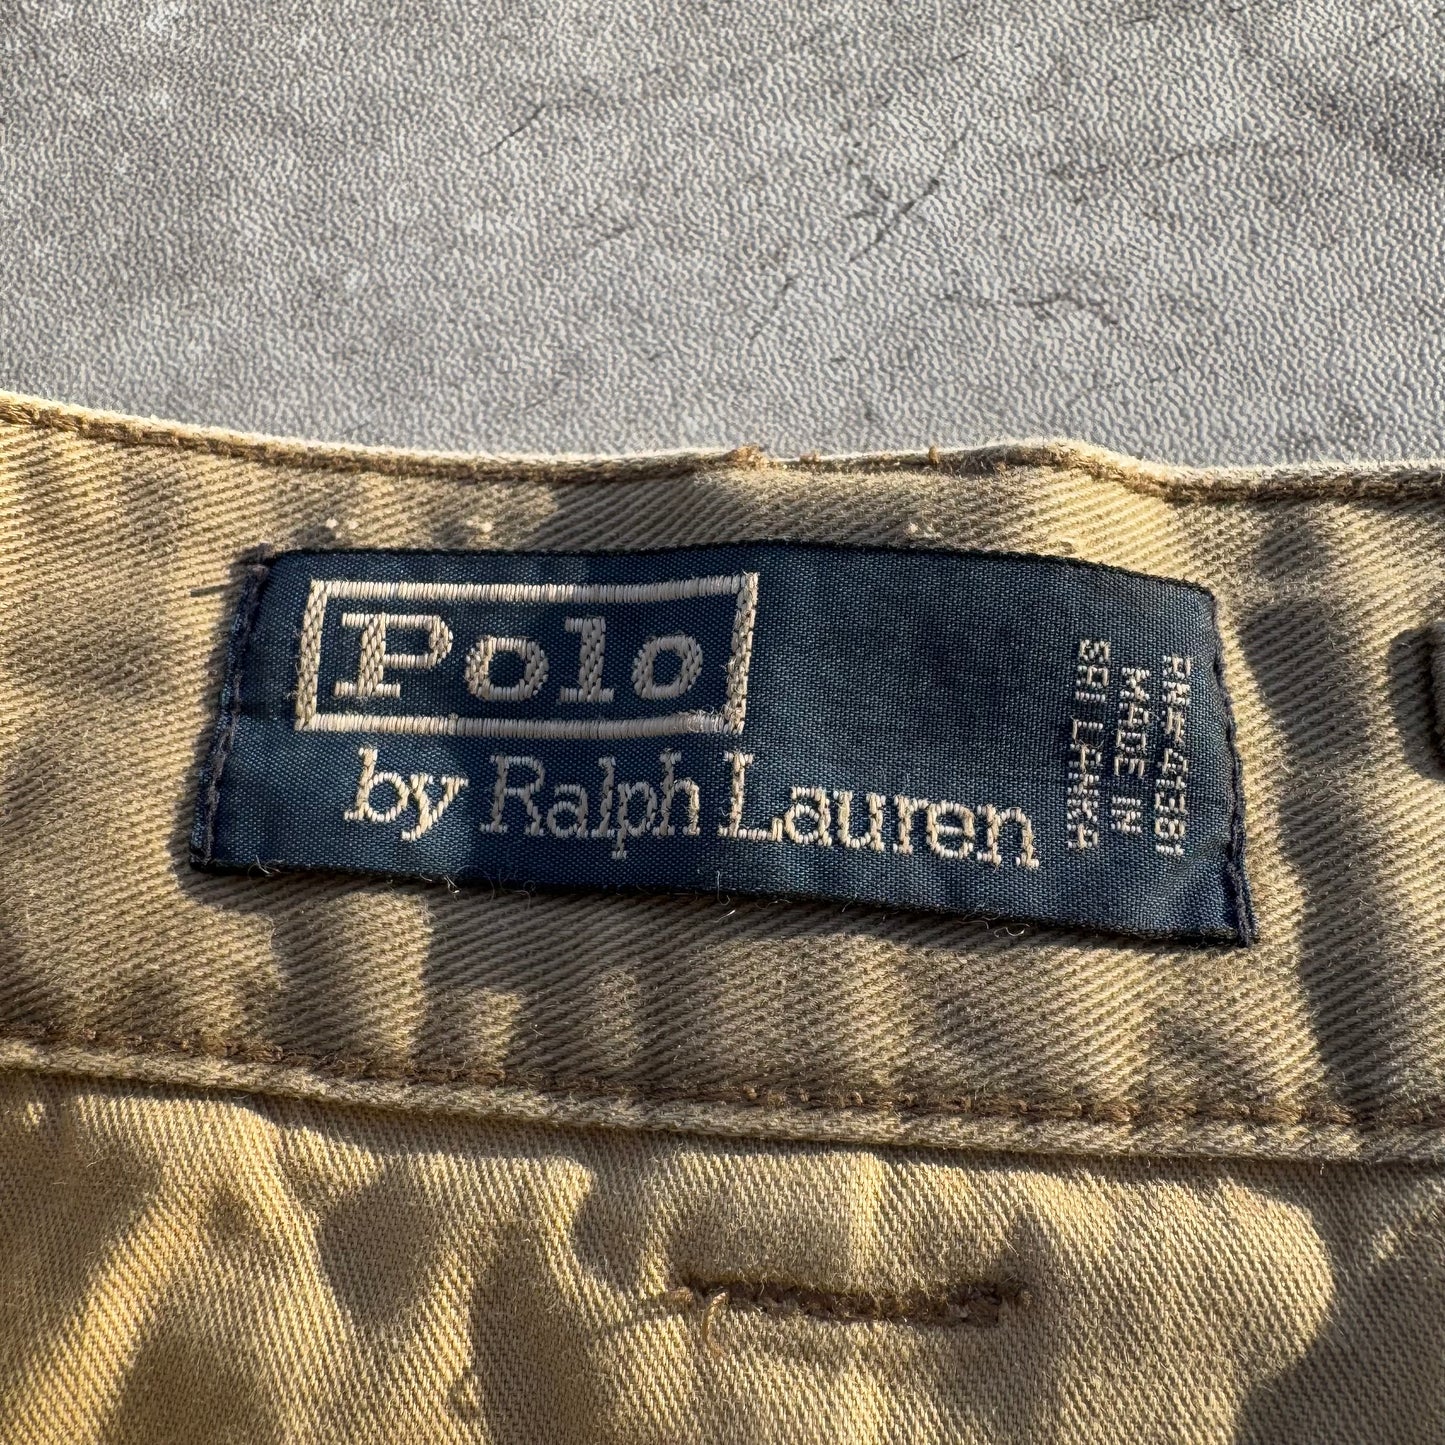 Polo
by Ralph Lauren
RN#41381
MADE IN
SRI LANKA